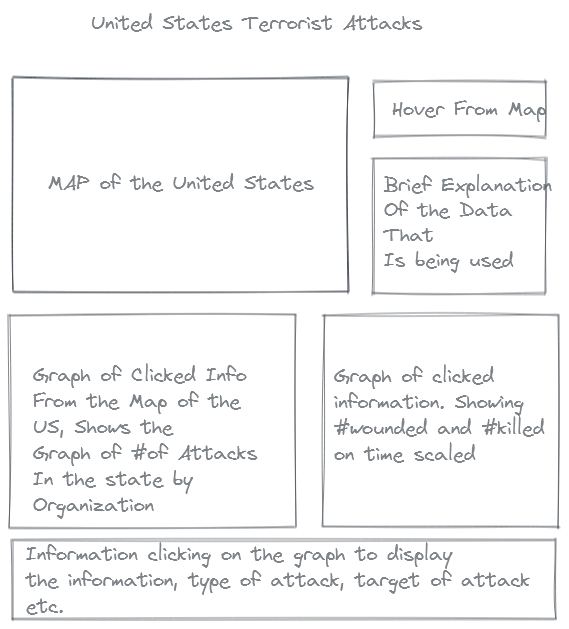 United States Terrorist Attacks
Hover From Map
MAP of the United States
Brief Explanation
Of the Data
That
Is being used
Graph of Clicked Info
From the Map of the
US, Shows the
Graph of #of Attacks
In the state by
Organization
Graph of clicked
information. Showing
#wounded and #killed
on time scaled
Information clicking on the graph to display
the information, type of attack, target of attack
etc.